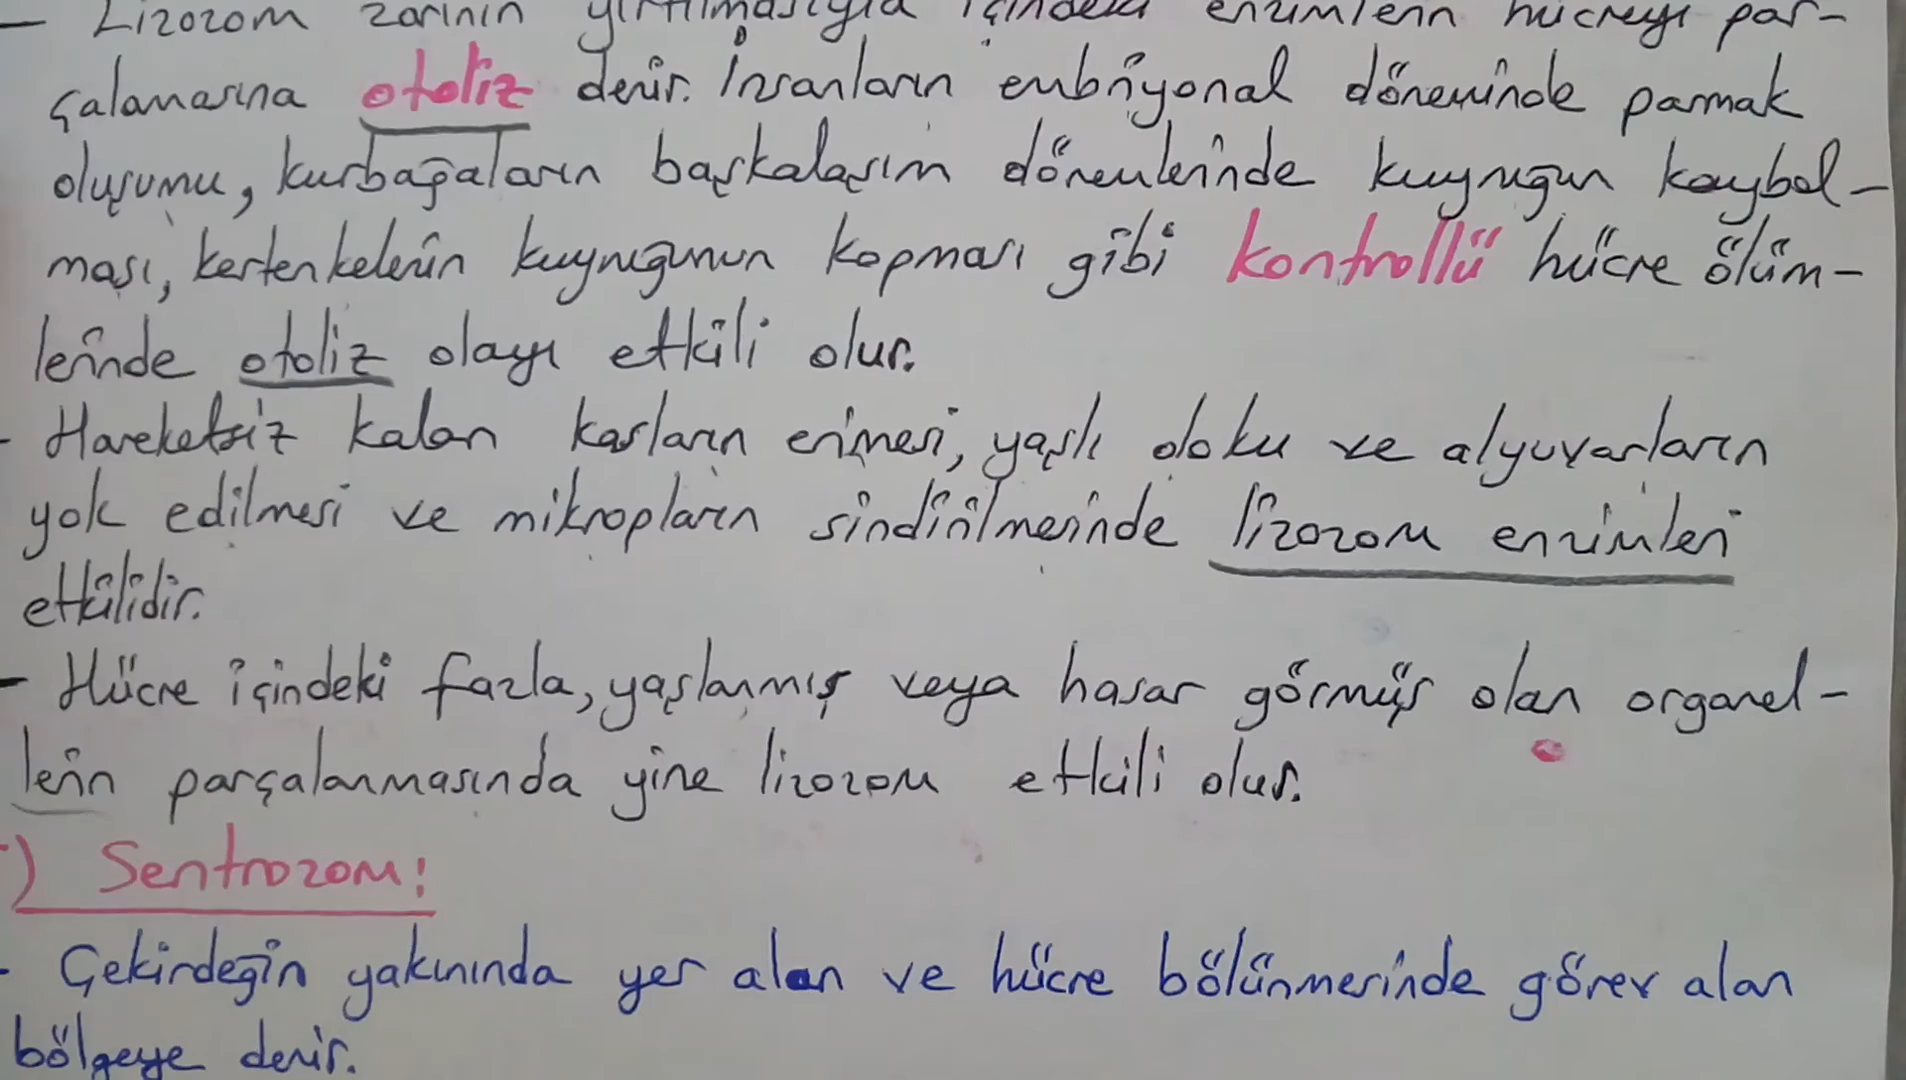 - Lizozom zarının yırtılmasıyla içindeki enzimlerin hücreyi par-
çalamasına otoliz denir. İnsanların embriyonal döneminde parmak
oluşumu, kurbağaların başkalaşım dönemlerinde kuyruğun kaybol-
ması, kertenkelenin kuyruğunun kopması gibi kontrollü hücre ölüm-
lerinde otoliz olayı etkili olur.
- Hareketsiz kalan kasların erimesi, yaşlı doku ve alyuvarların
yok edilmesi ve mikropların sindirilmesinde lizozom enzimleri
etkilidir.
- Hücre içindeki fazla, yaşlanmış veya hasar görmüş olan organel-
lerin parçalanmasında yine lizozom etkili olur.
) Sentrozom:
- Çekirdeğin yakınında yer alan ve hücre bölünmesinde görev alan
bölgeye denir.